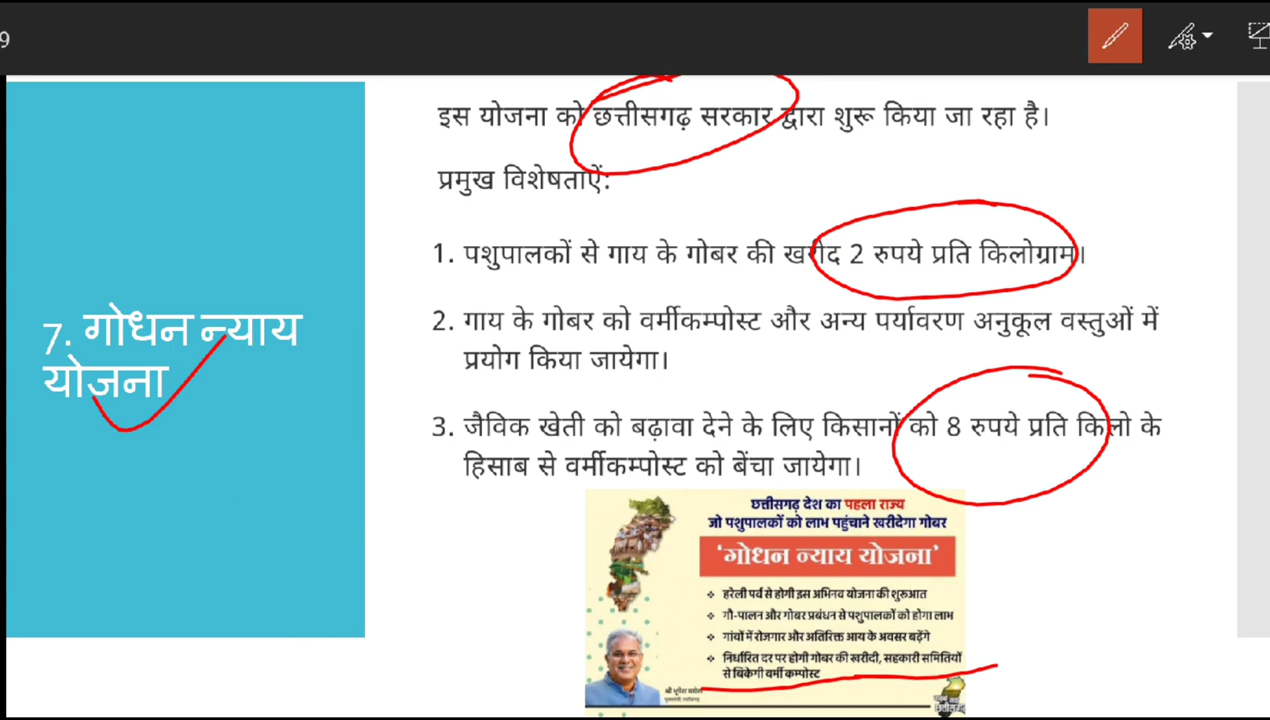 9
इस योजना को छत्तीसगढ़ सरकार द्वारा शुरू किया जा रहा है।
प्रमुख विशेषताऐं:
1. पशुपालकों से गाय के गोबर की खरीद 2 रुपये प्रति किलोग्राम।
2. गाय के गोबर को वर्मीकम्पोस्ट और अन्य पर्यावरण अनुकूल वस्तुओं में
प्रयोग किया जायेगा।
3. जैविक खेती को बढ़ावा देने के लिए किसानों को 8 रुपये प्रति किलो के
हिसाब से वर्मीकम्पोस्ट को बेंचा जायेगा।
7. गोधन न्याय
योजना
छत्तीसगढ़ देश का पहला राज्य
जो पशुपालकों को लाभ पहुंचाने खरीदेगा गोबर
'गोधन न्याय योजना'
❖ हरेली पर्व से होगी इस अभिनव योजना की शुरूआत
❖ गौ-पालन और गोबर प्रबंधन से पशुपालकों को होगा लाभ
❖ गांवों में रोजगार और अतिरिक्त आय के अवसर बढ़ेंगे
❖ निर्धारित दर पर होगी गोबर की खरीदी, सहकारी समितियों
से बिकेगी वर्मी कम्पोस्ट
श्री भूपेश बघेल